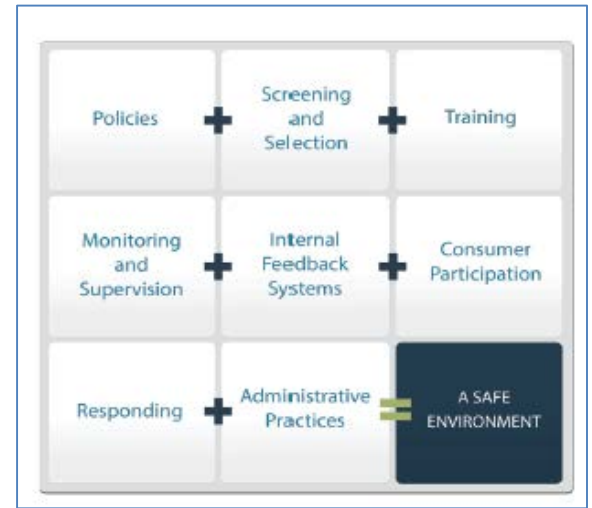 Policies
+
Screening
and
Selection
+
Training
Monitoring
and
Supervision
+
Internal
Feedback
Systems
+
Consumer
Participation
Responding
+
Administrative
Practices
=
A SAFE
ENVIRONMENT